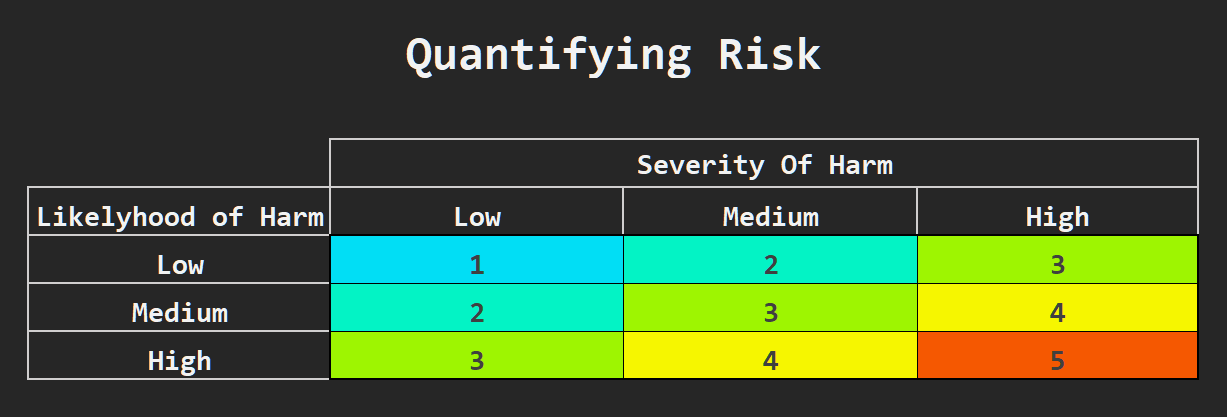 Quantifying Risk
Severity Of Harm
Likelyhood of Harm Low Medium High
Low 1 2 3
Medium 2 3 4
High 3 4 5